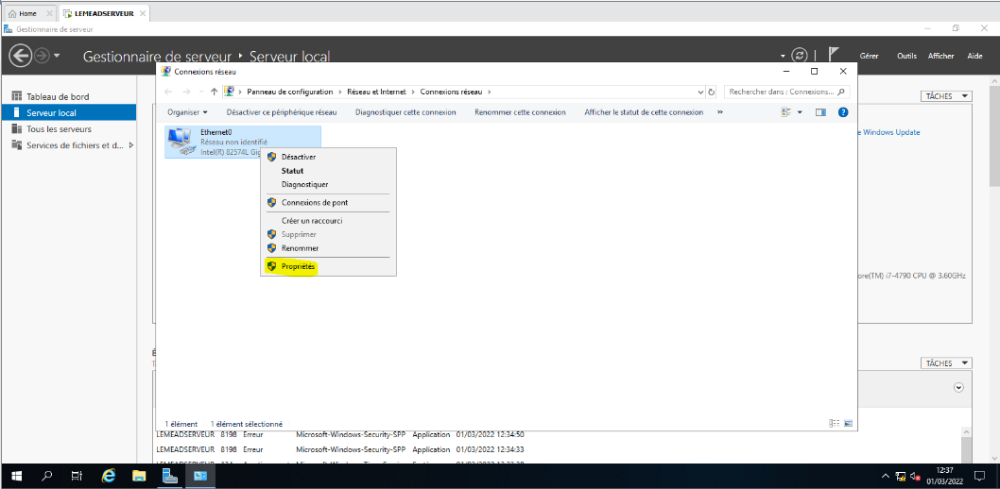 Home
LEMEADSERVEUR
Gestionnaire de serveur
Gestionnaire de serveur ‣ Serveur local
Gérer Outils Afficher Aide
Tableau de bord
Serveur local
Tous les serveurs
Services de fichiers et d...
Connexions réseau
Panneau de configuration > Réseau et Internet > Connexions réseau >
Rechercher dans : Connexions...
Organiser Désactiver ce périphérique réseau Diagnostiquer cette connexion Renommer cette connexion Afficher le statut de cette connexion »
Ethernet0
Réseau non identifié
Intel(R) 82574L Gig
Désactiver
Statut
Diagnostiquer
Connexions de pont
Créer un raccourci
Supprimer
Renommer
Propriétés
1 élément 1 élément sélectionné
TÂCHES
e Windows Update
ore(TM) i7-4790 CPU @ 3.60GHz
TÂCHES
LEMEADSERVEUR 8198 Erreur Microsoft-Windows-Security-SPP Application 01/03/2022 12:34:50
LEMEADSERVEUR 8198 Erreur Microsoft-Windows-Security-SPP Application 01/03/2022 12:34:33
12:37
01/03/2022